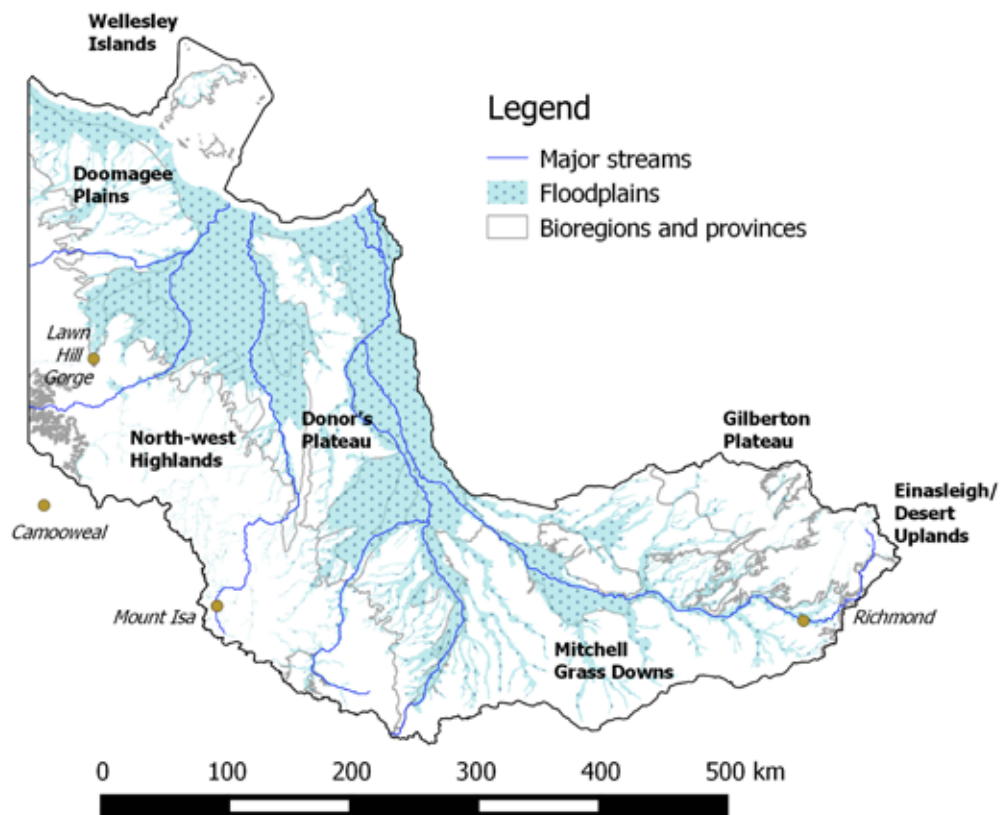 Wellesley
Islands
Legend
Major streams
Floodplains
Bioregions and provinces
Doomagee
Plains
Lawn
Hill
Gorge
North-west
Highlands
Donor's
Plateau
Gilberton
Plateau
Einasleigh/
Desert
Uplands
Camooweal
Mount Isa
Richmond
Mitchell
Grass Downs
0 100 200 300 400 500 km